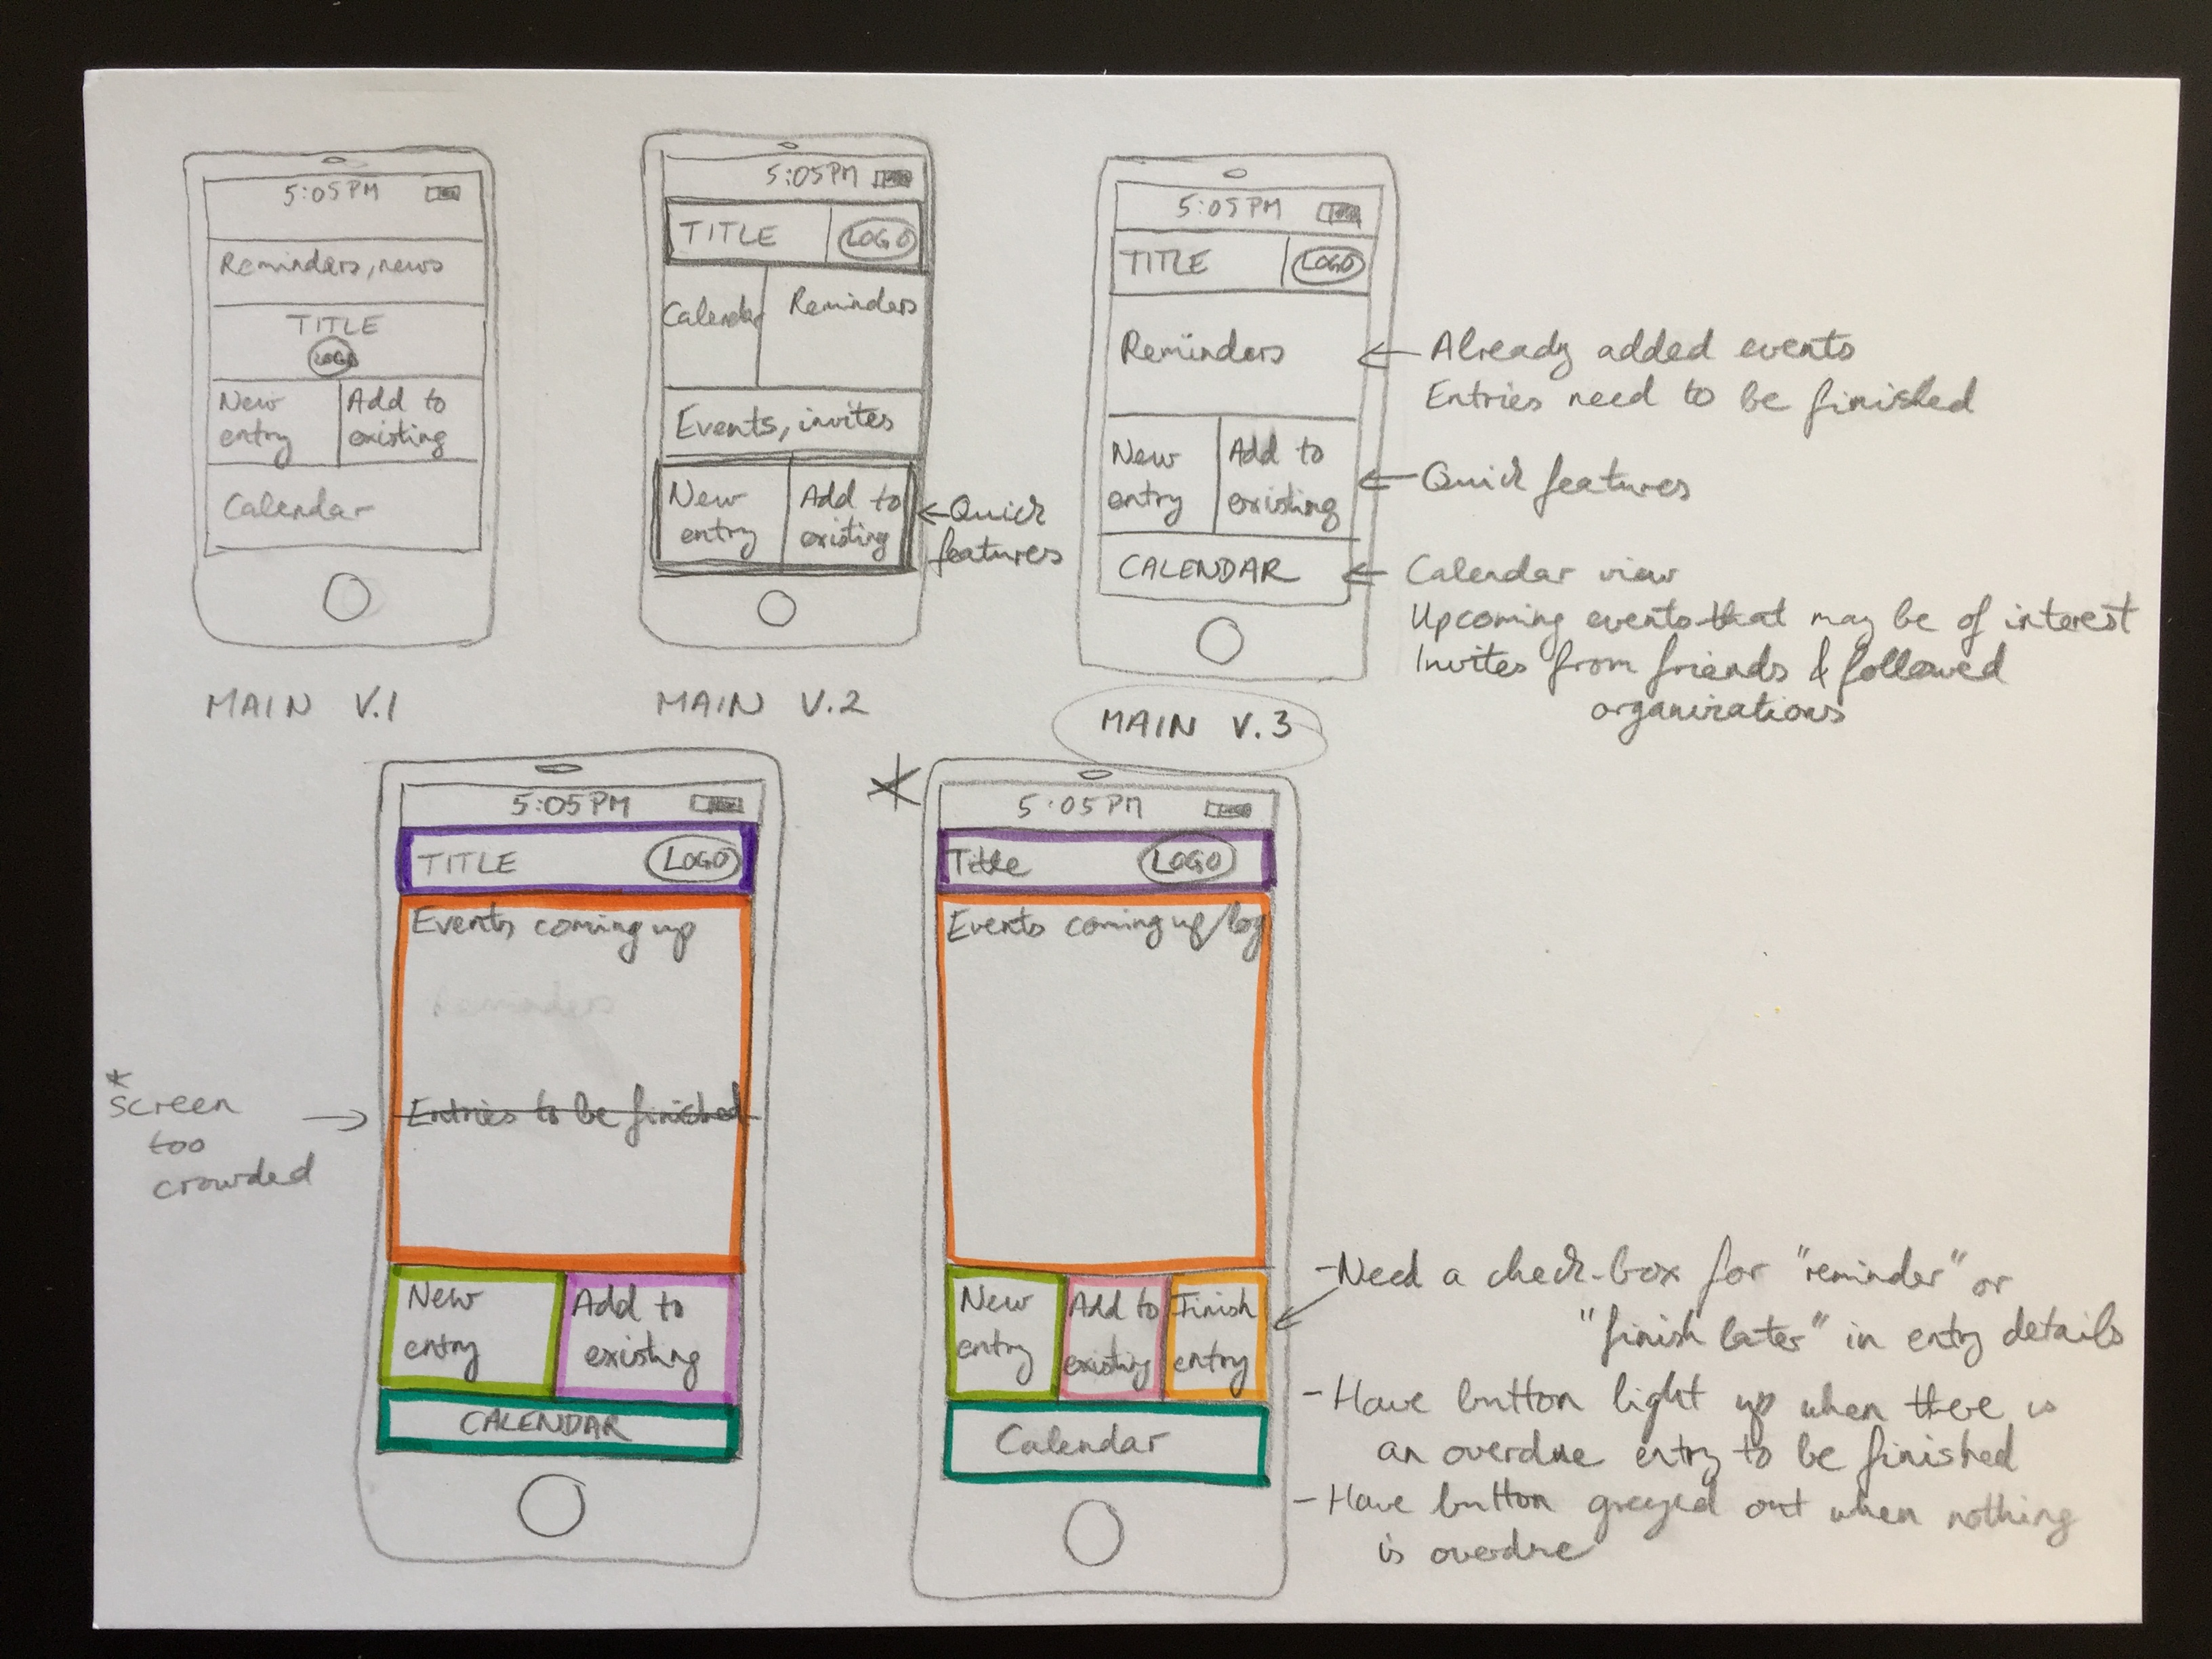 5:05PM
Reminders, news
TITLE
LOGO
New entry
Add to existing
Calendar
MAIN V.1
5:05PM
TITLE
LOGO
Calendar
Reminders
Events, invites
New entry
Add to existing
←Quick
features
MAIN V.2
5:05PM
TITLE
LOGO
Reminders
New entry
Add to existing
CALENDAR
MAIN V.3
← Already added events
Entries need to be finished
← Quick features
← Calendar view
Upcoming events that may be of interest
Invites from friends & followed
organizations
*
Screen →
too
crowded
5:05PM
TITLE
LOGO
Events coming up
Entries to be finished
New
entry
Add to
existing
CALENDAR
*
5:05PM
Title
LOGO
Events coming up/log
New
entry
Add to
existing
Finish
entry
Calendar
-Need a check-box for "reminder" or
"finish later" in entry details
- Have button light up when there is
an overdue entry to be finished
- Have button greyed out when nothing
is overdue